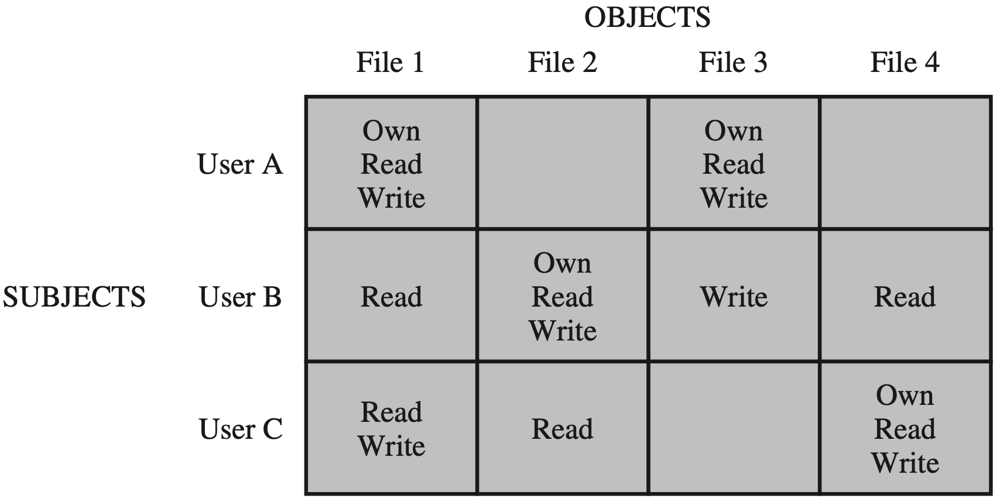 OBJECTS
File 1 File 2 File 3 File 4
User A
Own
Read
Write
Own
Read
Write
SUBJECTS
User B
Read
Own
Read
Write
Write
Read
User C
Read
Write
Read
Own
Read
Write